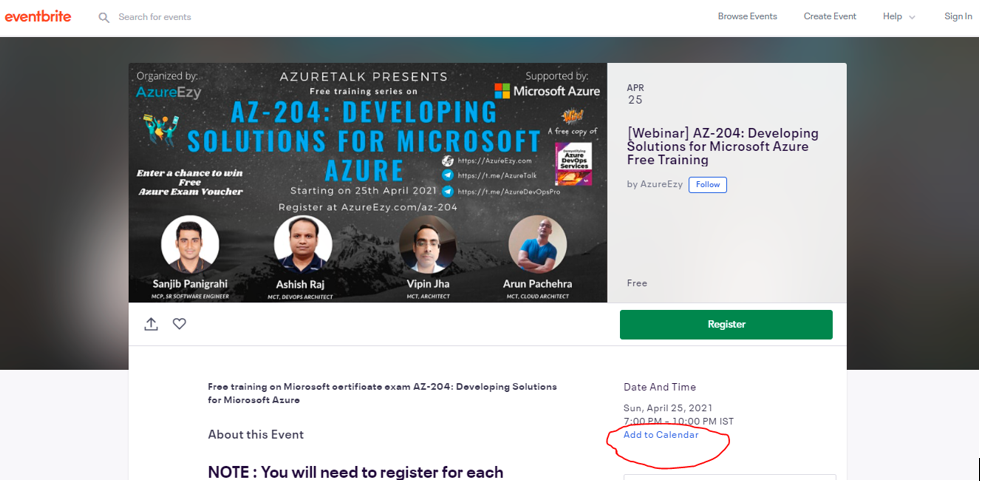 eventbrite
Search for events
Browse Events
Create Event
Help
Sign In
Organized by:
AzureEzy
AZURETALK PRESENTS
Free training series on
Supported by:
Microsoft Azure
AZ-204: DEVELOPING
SOLUTIONS FOR MICROSOFT
AZURE
A free copy of
Azure DevOps
Services
https://AzureEzy.com
https://t.me/AzureTalk
https://t.me/AzureDevOpsPro
Enter a chance to win
Free
Azure Exam Voucher
Starting on 25th April 2021
Register at AzureEzy.com/az-204
Sanjib Panigrahi
MCP, SR SOFTWARE ENGINEER
Ashish Raj
MCT, DEVOPS ARCHITECT
Vipin Jha
MCT, ARCHITECT
Arun Pachehra
MCT, CLOUD ARCHITECT
APR
25
[Webinar] AZ-204: Developing
Solutions for Microsoft Azure
Free Training
by AzureEzy
Follow
Free
Register
Free training on Microsoft certificate exam AZ-204: Developing Solutions
for Microsoft Azure
About this Event
NOTE : You will need to register for each
Date And Time
Sun, April 25, 2021
7:00 PM – 10:00 PM IST
Add to Calendar